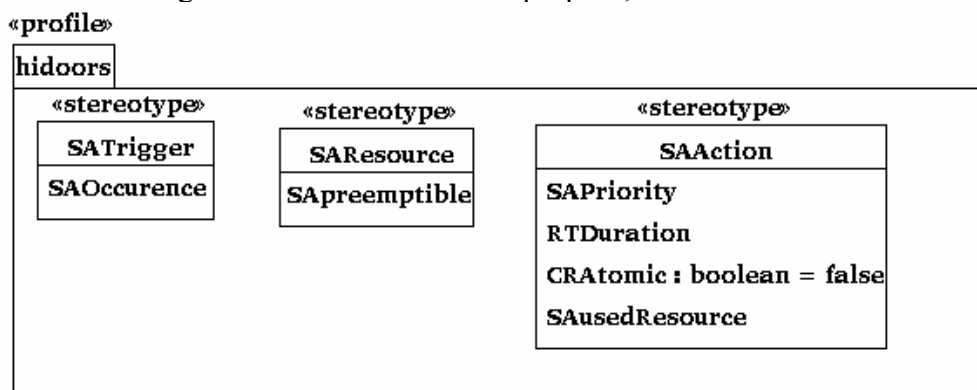 «profile»
hidoors
«stereotype»
SATrigger
SAOccurence
«stereotype»
SAResource
SApreemptible
«stereotype»
SAAction
SAPriority
RTDuration
CRAtomic : boolean = false
SAusedResource